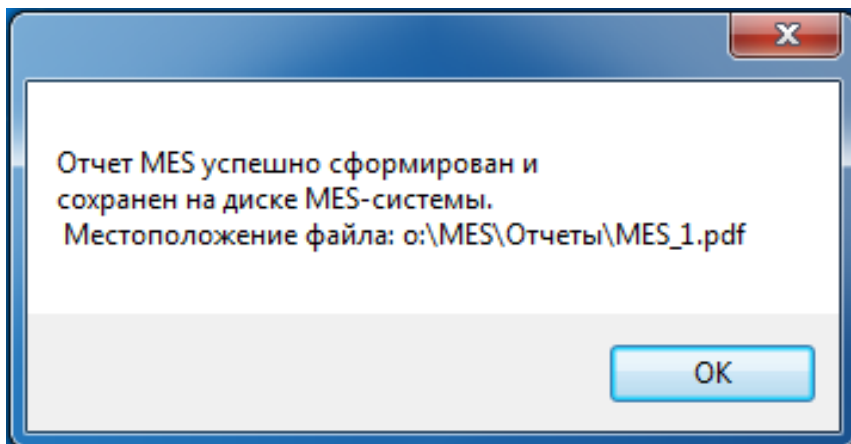 Отчет MES успешно сформирован и
сохранен на диске MES-системы.
Местоположение файла: o:\MES\Отчеты\MES_1.pdf
OK